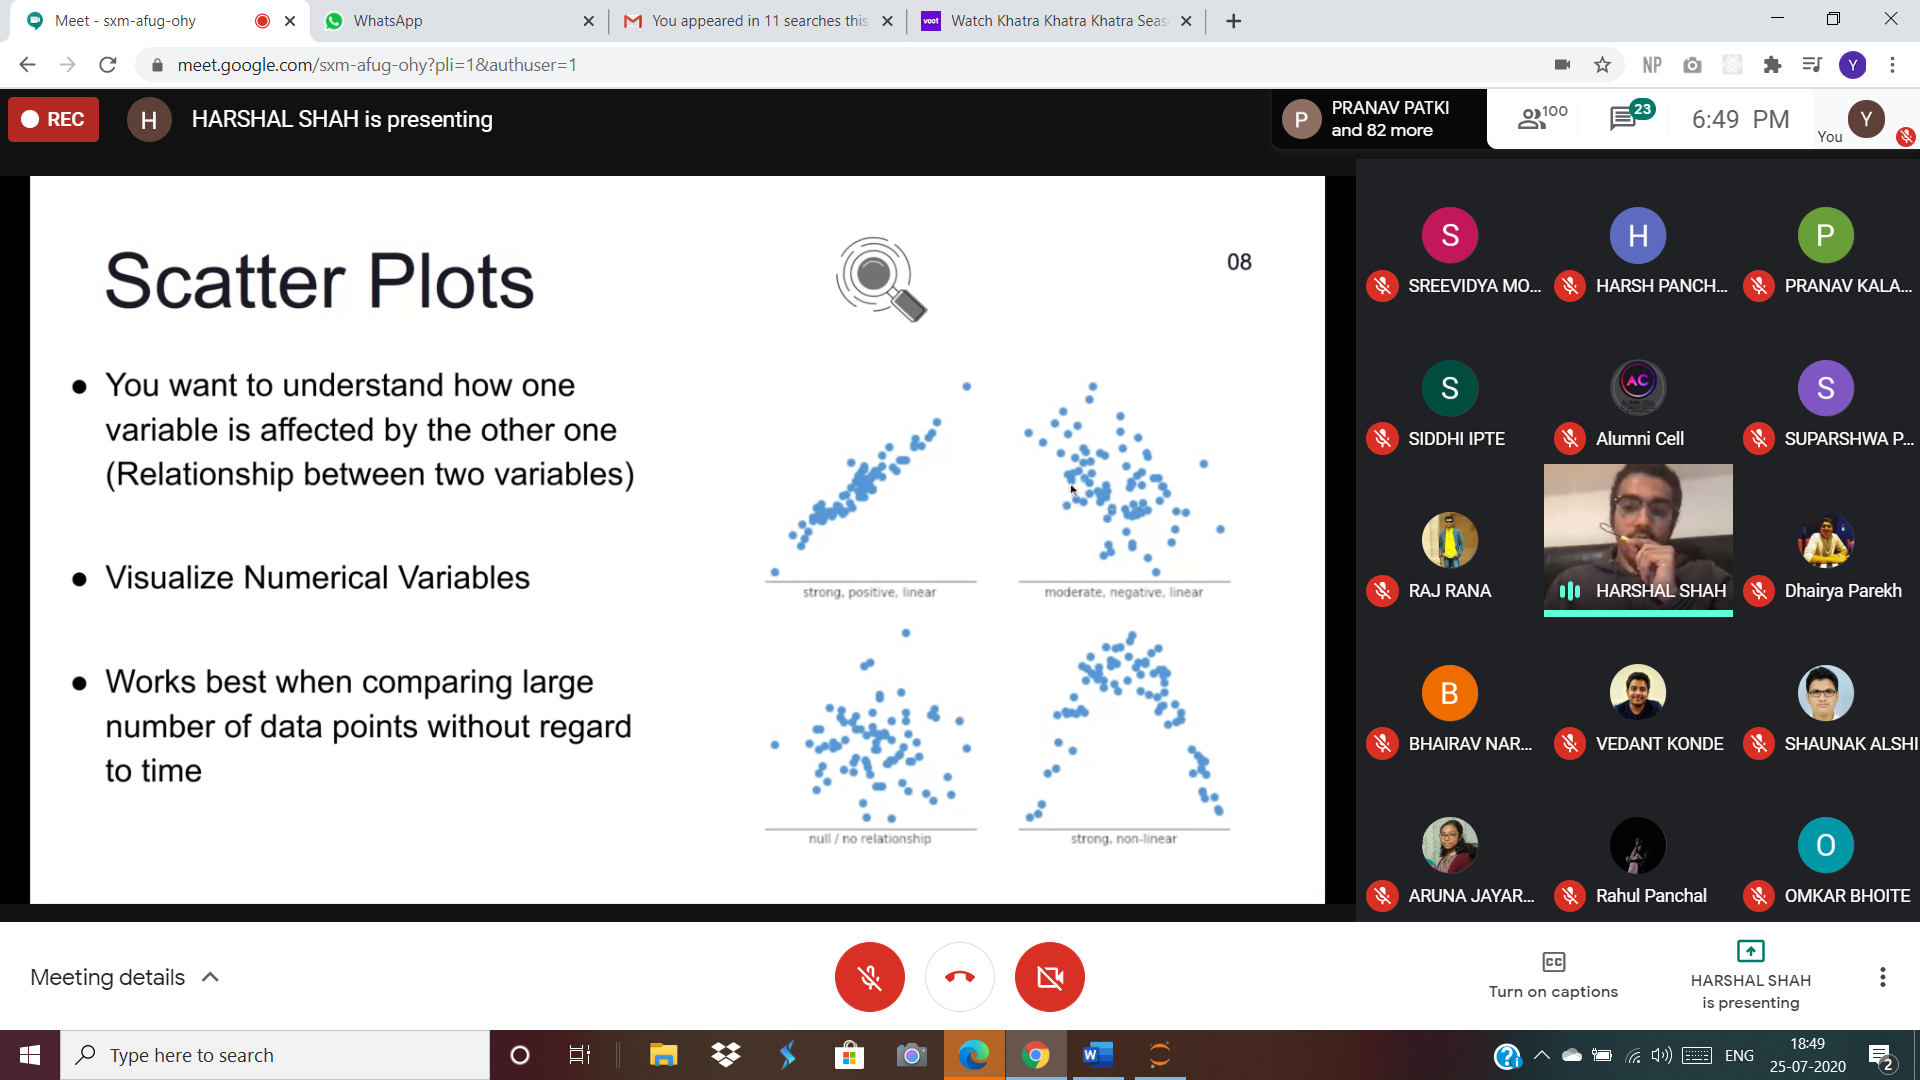 Meet - sxm-afug-ohy
WhatsApp
You appeared in 11 searches this
voot
Watch Khatra Khatra Khatra Seas
meet.google.com/sxm-afug-ohy?pli=1&authuser=1
NP
Y
REC
H
HARSHAL SHAH is presenting
P
PRANAV PATKI
and 82 more
100
23
6:49 PM
You
Y
Scatter Plots
08
● You want to understand how one
variable is affected by the other one
(Relationship between two variables)
● Visualize Numerical Variables
● Works best when comparing large
number of data points without regard
to time
strong, positive, linear
moderate, negative, linear
null / no relationship
strong, non-linear
S
SREEVIDYA MO...
H
HARSH PANCH...
P
PRANAV KALA...
S
SIDDHI IPTE
AC
Alumni Cell
S
SUPARSHWA P...
RAJ RANA
HARSHAL SHAH
Dhairya Parekh
B
BHAIRAV NAR...
VEDANT KONDE
SHAUNAK ALSHI
ARUNA JAYAR...
Rahul Panchal
O
OMKAR BHOITE
Meeting details
CC
Turn on captions
HARSHAL SHAH
is presenting
Type here to search
W
ENG
18:49
25-07-2020
2